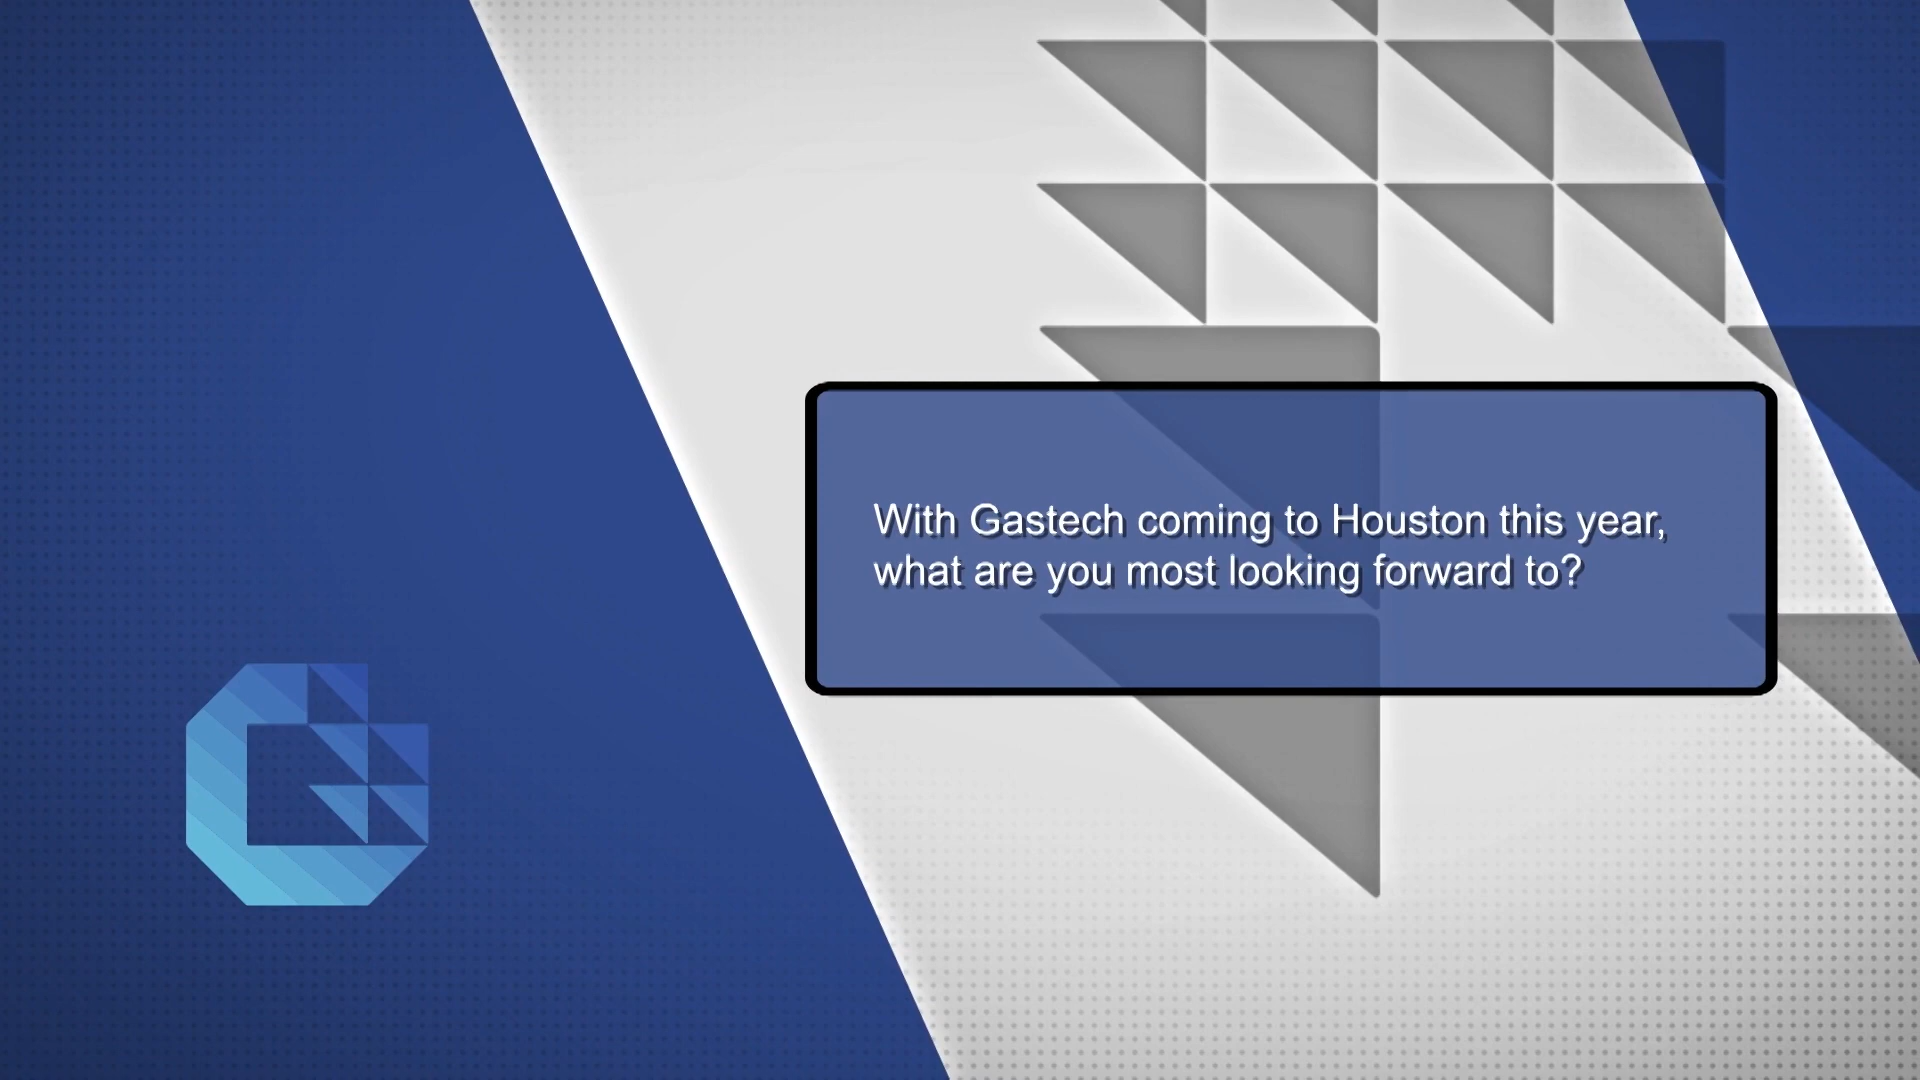 With Gastech coming to Houston this year,
what are you most looking forward to?